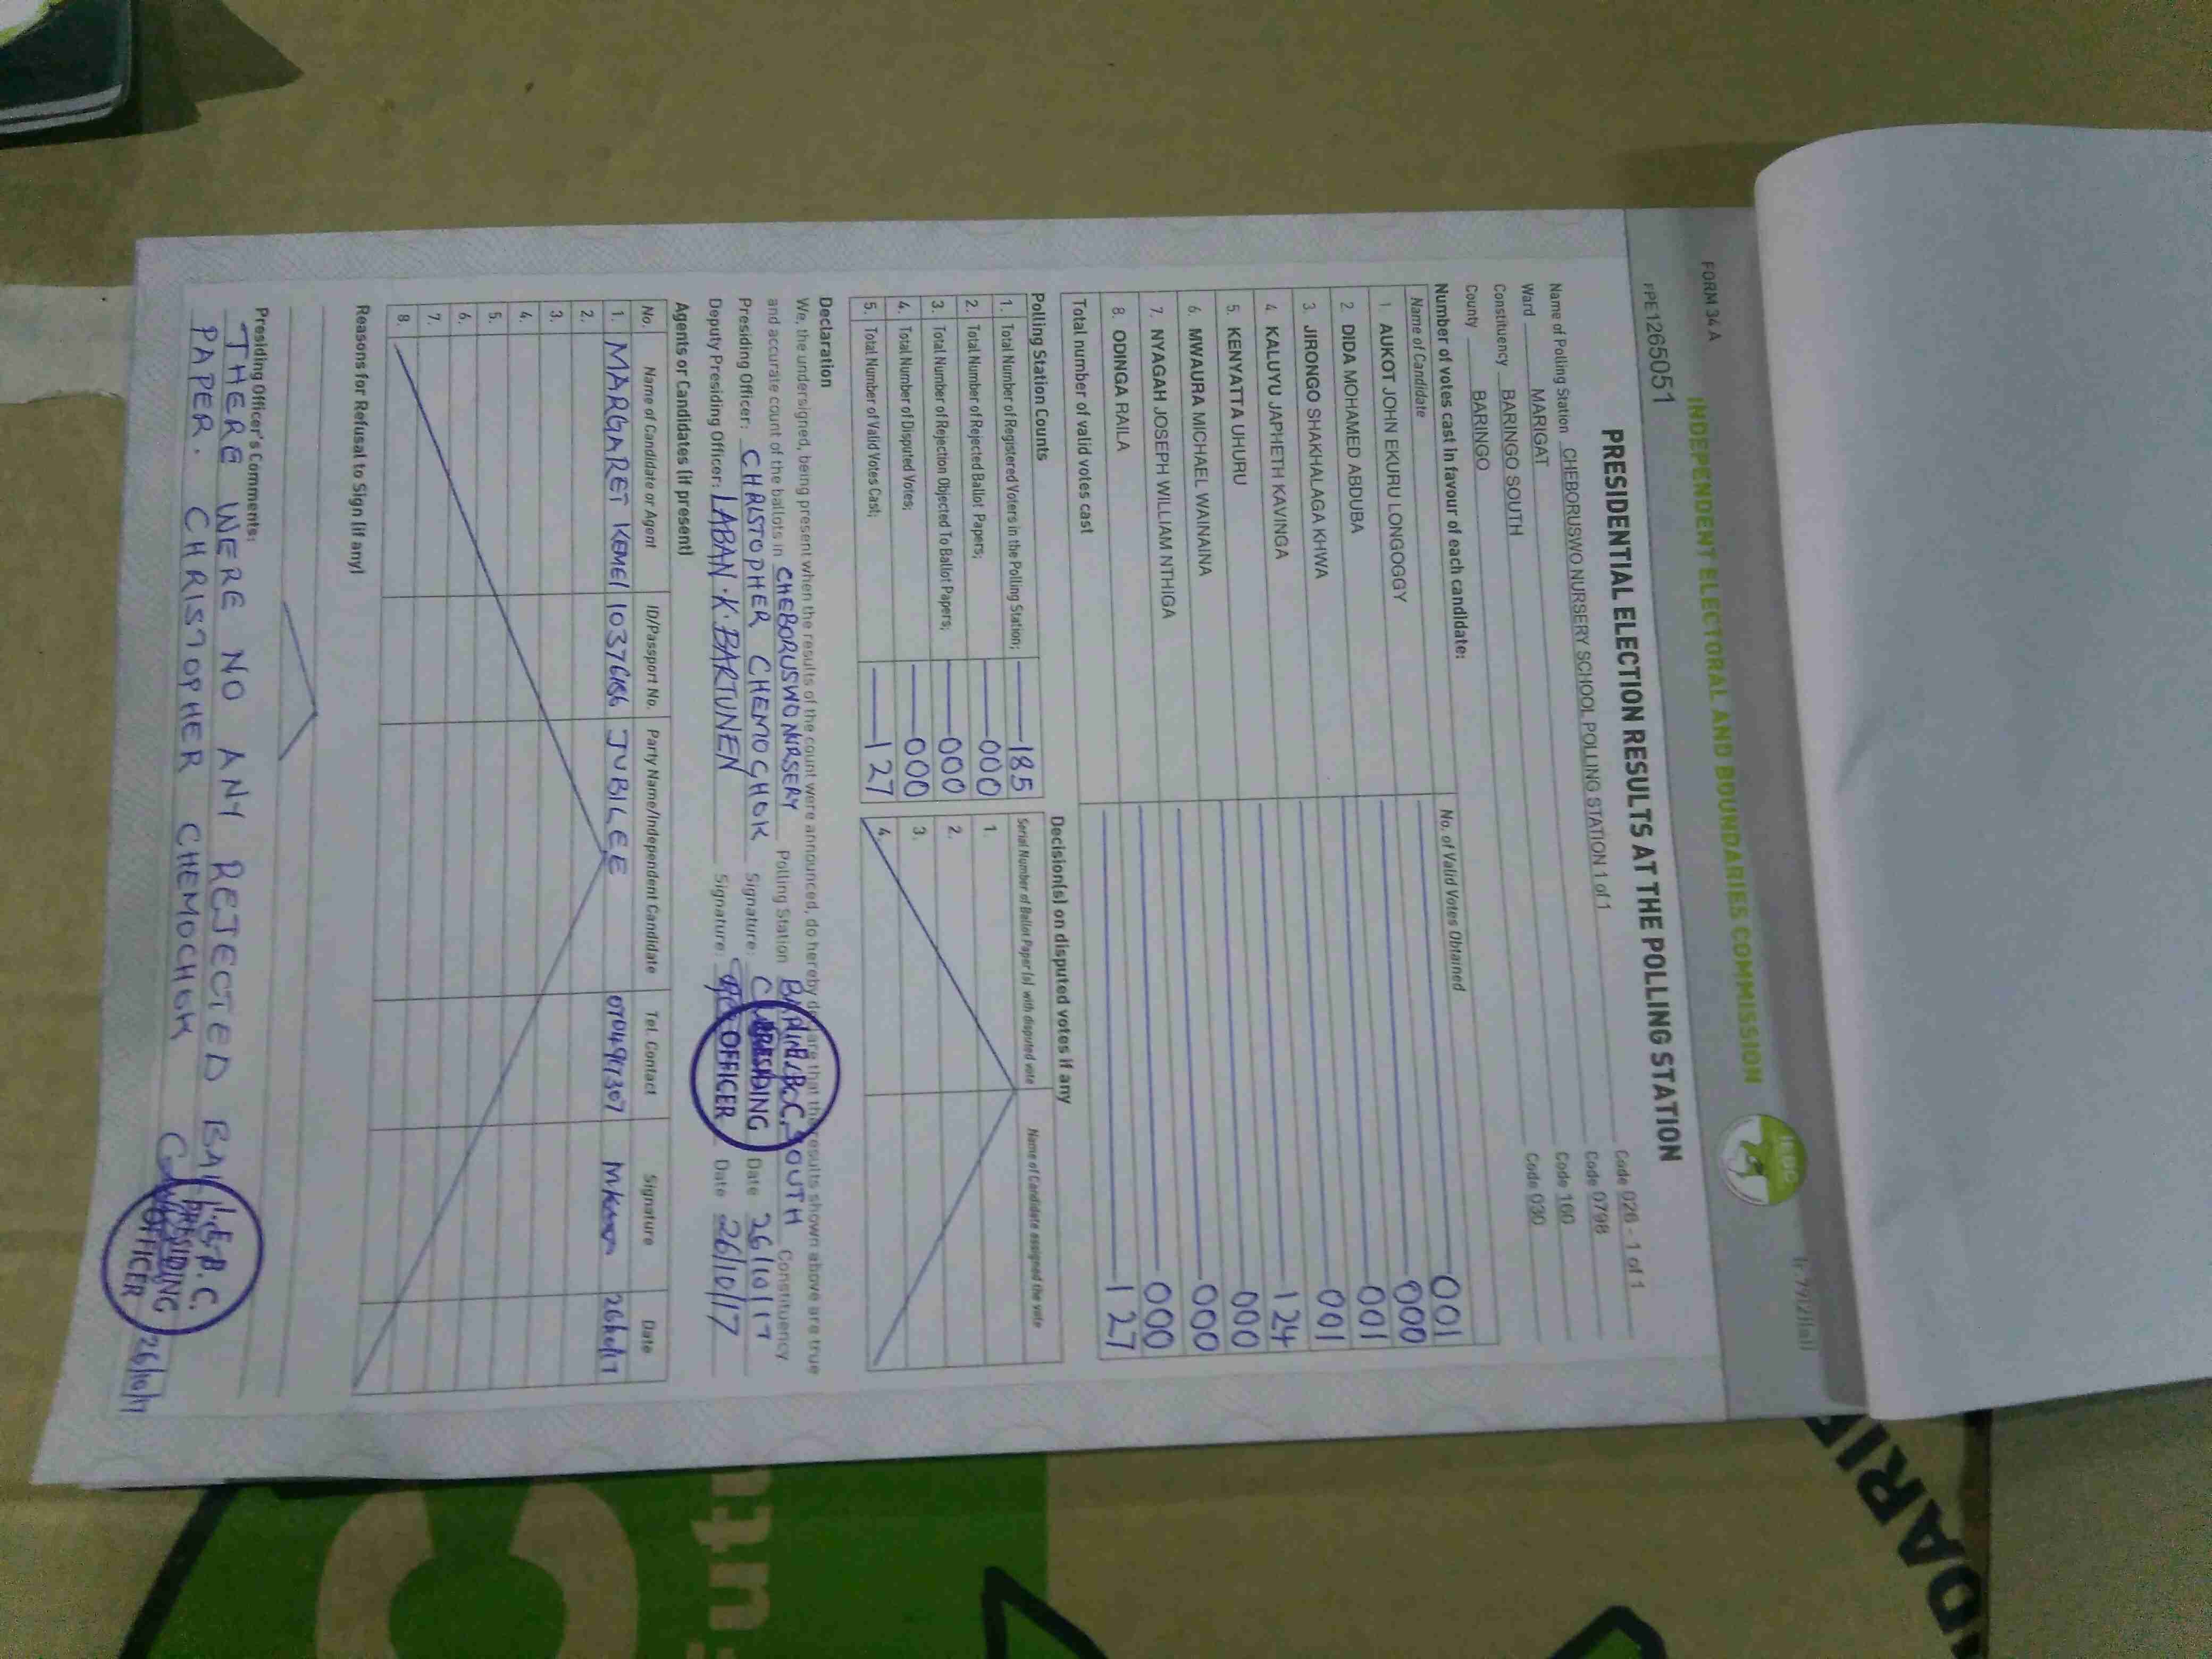 FORM 34 A
FPE1265051
INDEPENDENT ELECTORAL AND BOUNDARIES COMMISSION
IEBC
PRESIDENTIAL ELECTION RESULTS AT THE POLLING STATION
Name of Polling Station CHEBORUSWO NURSERY SCHOOL POLLING STATION 1 of 1 Code 026 - 1 of 1
Ward MARIGAT Code 0798
Constituency BARINGO SOUTH Code 160
County BARINGO Code 030
Number of votes cast in favour of each candidate:
Name of Candidate No. of Valid Votes Obtained
1. AUKOT JOHN EKURU LONGOGGY 001
2. DIDA MOHAMED ABDUBA 000
3. JIRONGO SHAKHALAGA KHWA 001
4. KALUYU JAPHETH KAVINGA 001
5. KENYATTA UHURU 124
6. MWAURA MICHAEL WAINAINA 000
7. NYAGAH JOSEPH WILLIAM NTHIGA 000
8. ODINGA RAILA 000
Total number of valid votes cast 127
Polling Station Counts
1. Total Number of Registered Voters in the Polling Station; 185
2. Total Number of Rejected Ballot Papers; 000
3. Total Number of Rejection Objected To Ballot Papers; 000
4. Total Number of Disputed Votes; 000
5. Total Number of Valid Votes Cast; 127
Decision(s) on disputed votes if any
Serial Number of Ballot Paper (s) with disputed vote Name of Candidate assigned the vote
1.
2.
3.
4.
Declaration
We, the undersigned, being present when the results of the count were announced, do hereby declare that the results shown above are true
and accurate count of the ballots in CHEBORUSWO NURSERY Polling Station BARINGO SOUTH Constituency
Presiding Officer: CHRISTOPHER CHEMOCHOK Signature: Date 26/10/17
Deputy Presiding Officer: LABAN .K. BARTUNEN Signature: Date 26/10/17
PRESIDING
OFFICER
Agents or Candidates (if present)
No. Name of Candidate or Agent ID/Passport No. Party Name/Independent Candidate Tel. Contact Signature Date
1. MARGARET KEMEI 10376186 JUBILEE 26/10/17
2.
3.
4.
5.
6.
7.
8.
Reasons for Refusal to Sign (if any)
Presiding Officer's Comments:
THERE WERE NO ANY REJECTED
PAPER. CHRISTOPHER CHEMOCHOK 26/10/17
I.E.B.C.
PRESIDING
OFFICER
DARIE